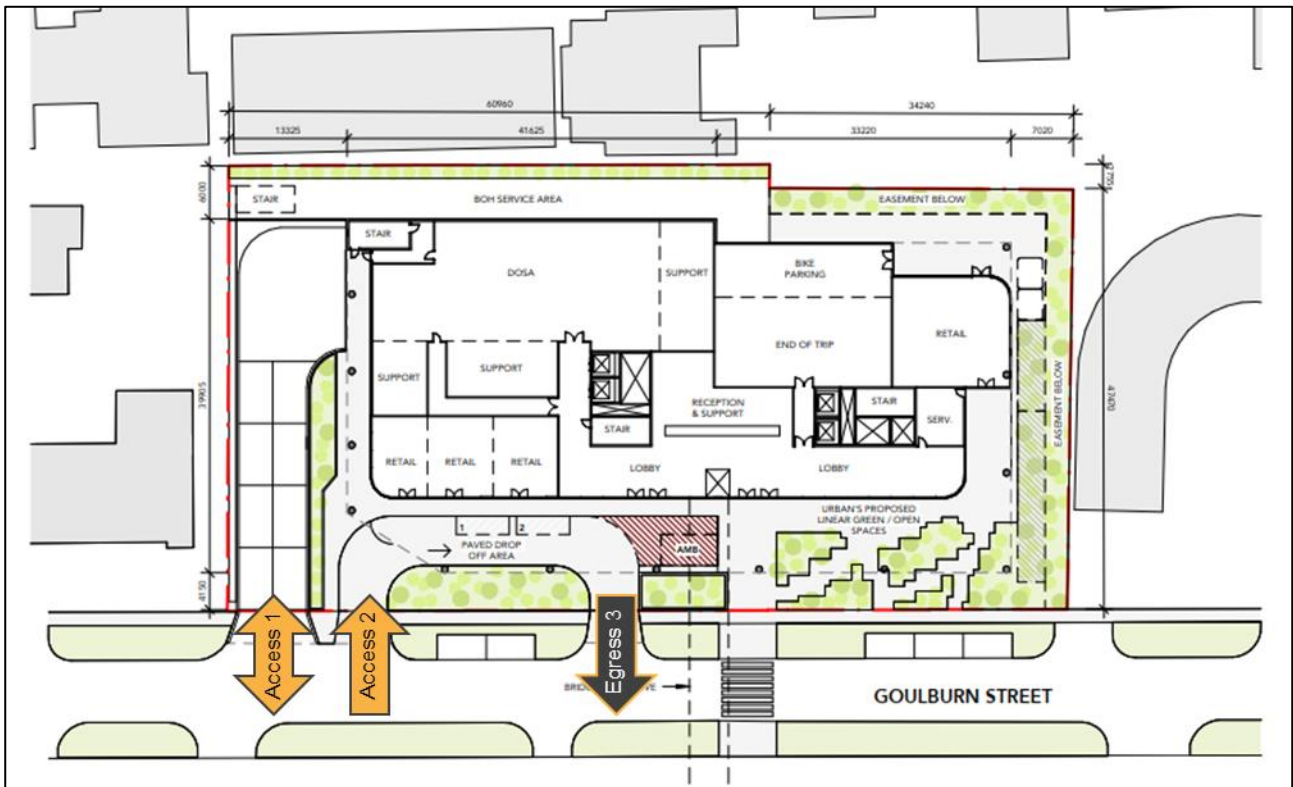 60960
34240
13325
41625
33220
7020
6000
STAIR
BOH SERVICE AREA
EASEMENT BELOW
STAIR
DOSA
SUPPORT
BIKE
PARKING
RETAIL
END OF TRIP
39905
SUPPORT
SUPPORT
RECEPTION
& SUPPORT
STAIR
SERV.
STAIR
EASEMENT BELOW
47470
RETAIL
RETAIL
RETAIL
LOBBY
LOBBY
URBAN'S PROPOSED
LINEAR GREEN / OPEN
SPACES
1
2
PAVED DROP
OFF AREA
AMB
4150
Access 1
Access 2
Egress 3
GOULBURN STREET